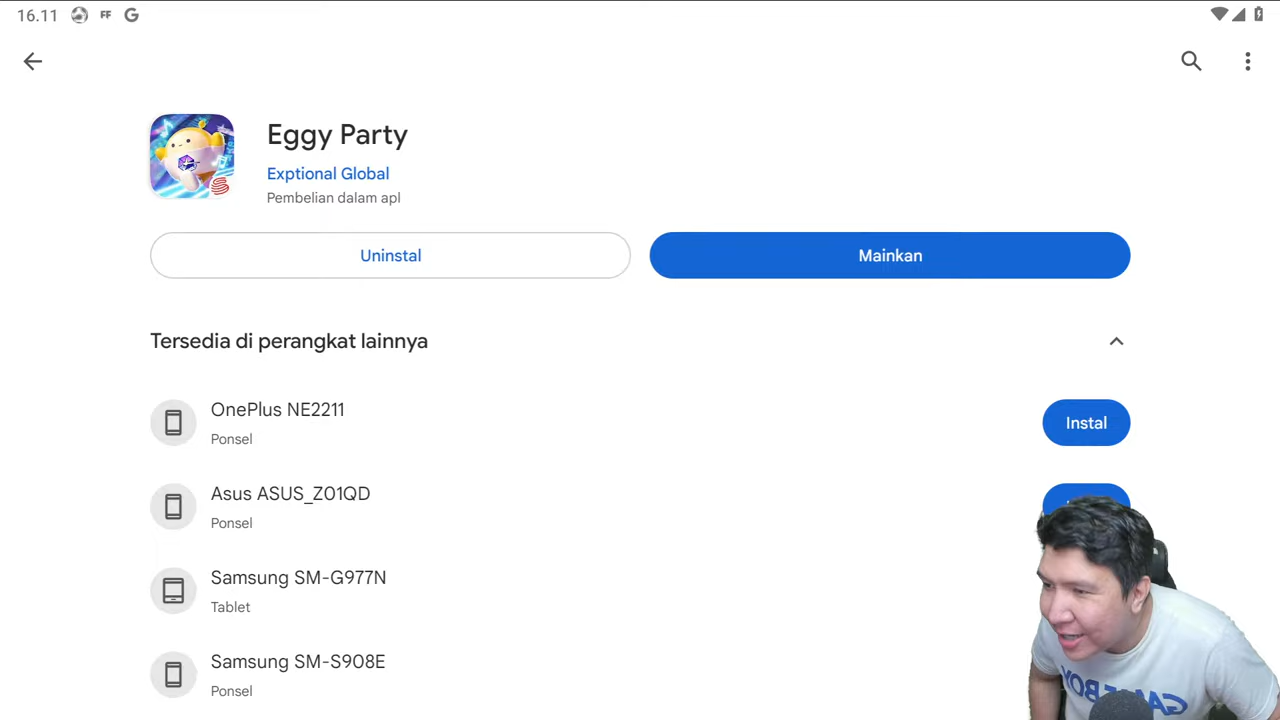 16.11 FF G
Eggy Party
Exptional Global
Pembelian dalam apl
Uninstal
Mainkan
Tersedia di perangkat lainnya
OnePlus NE2211
Ponsel
Instal
Asus ASUS_Z01QD
Ponsel
Samsung SM-G977N
Tablet
Samsung SM-S908E
Ponsel